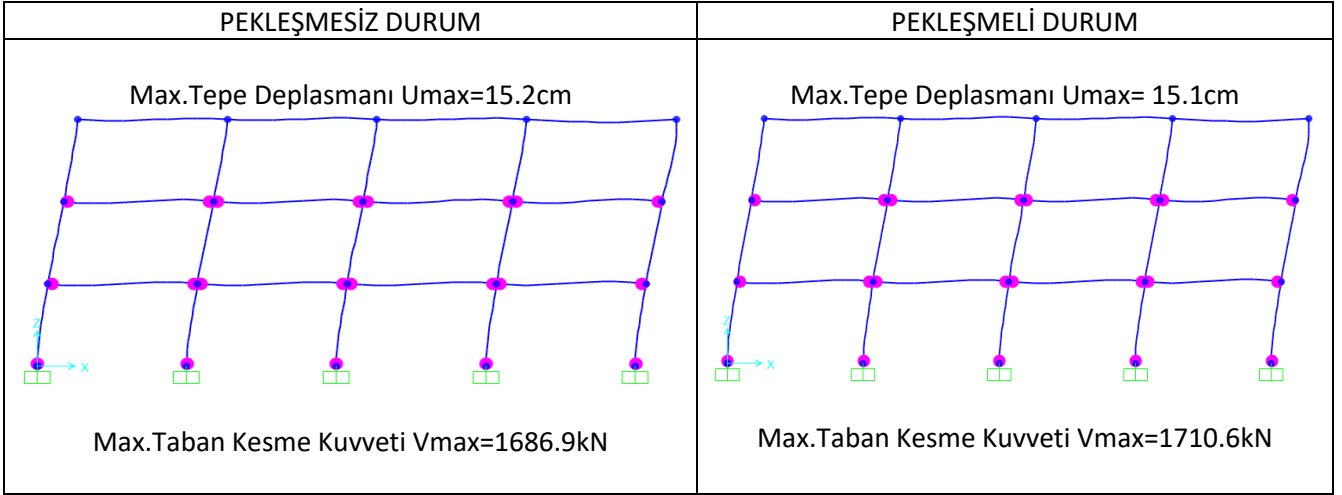 PEKLEŞMESİZ DURUM
PEKLEŞMELİ DURUM
Max.Tepe Deplasmanı Umax=15.2cm
Z
X
Max.Taban Kesme Kuvveti Vmax=1686.9kN
Max.Tepe Deplasmanı Umax= 15.1cm
Z
X
Max.Taban Kesme Kuvveti Vmax=1710.6kN